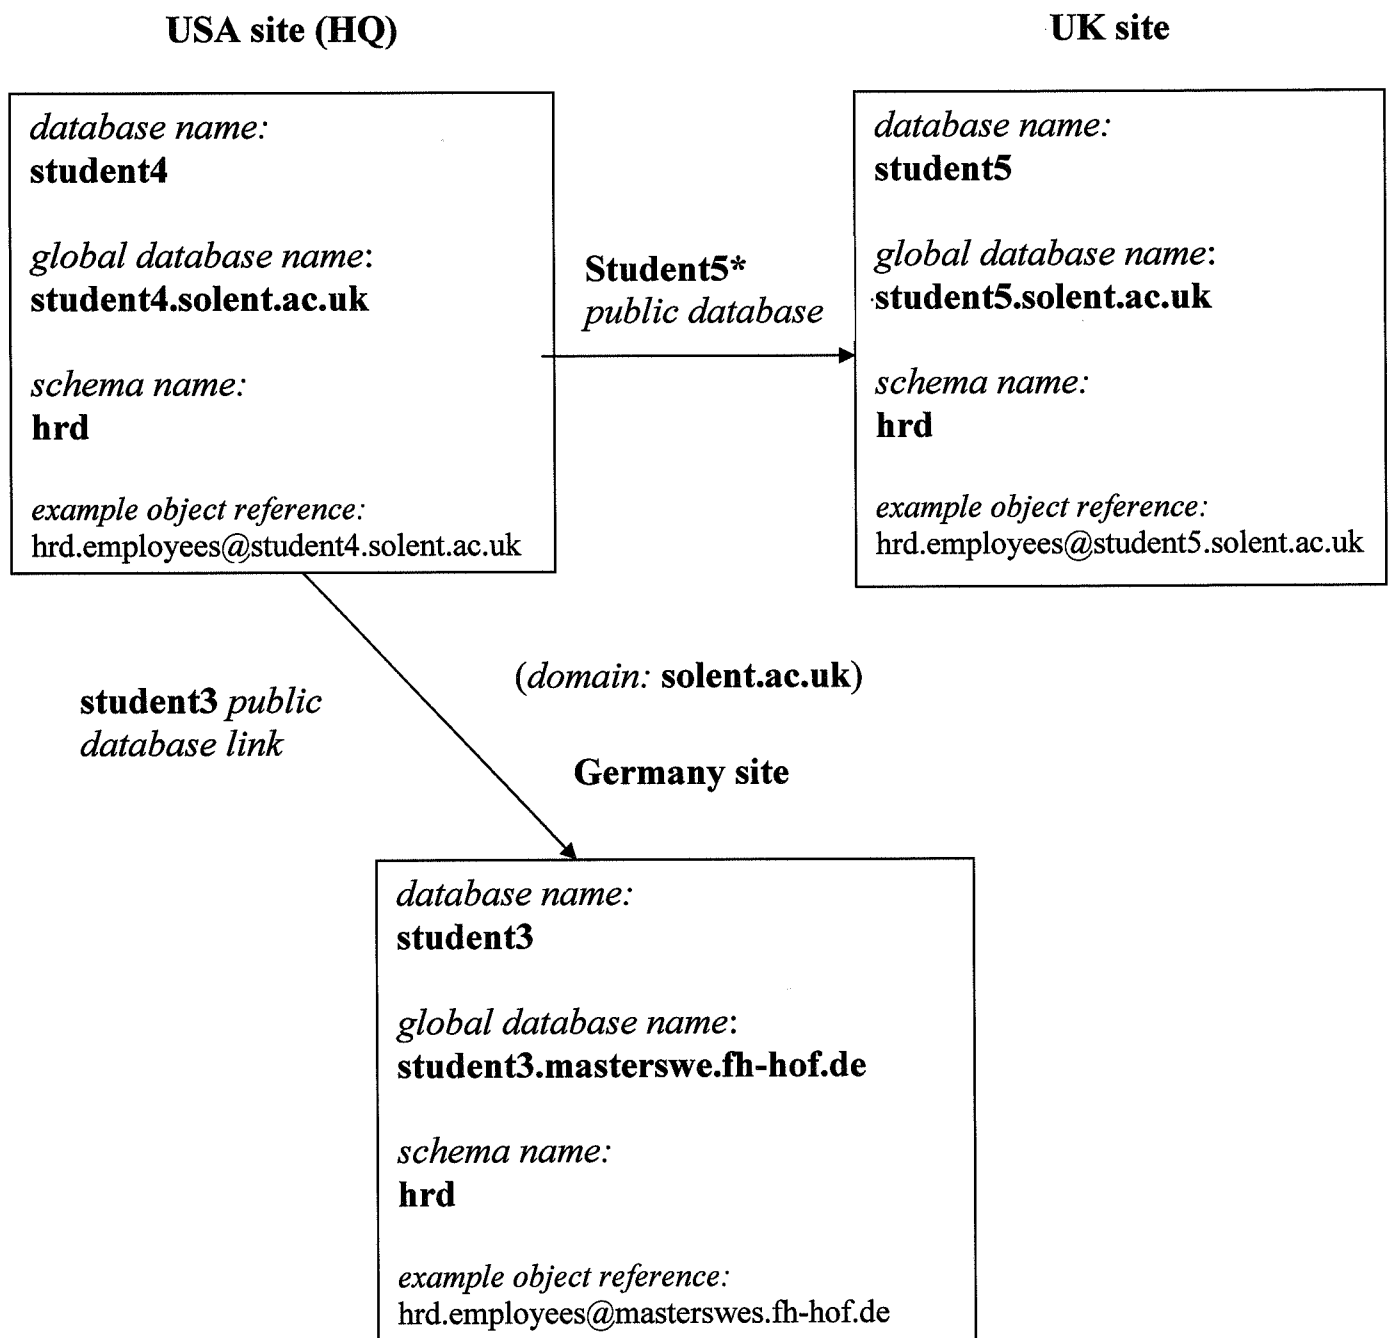 USA site (HQ)
UK site
database name:
student4
global database name:
student4.solent.ac.uk
schema name:
hrd
example object reference:
hrd.employees@student4.solent.ac.uk
Student5*
public database
database name:
student5
global database name:
student5.solent.ac.uk
schema name:
hrd
example object reference:
hrd.employees@student5.solent.ac.uk
student3 public
database link
(domain: solent.ac.uk)
Germany site
database name:
student3
global database name:
student3.masterswe.fh-hof.de
schema name:
hrd
example object reference:
hrd.employees@masterswes.fh-hof.de